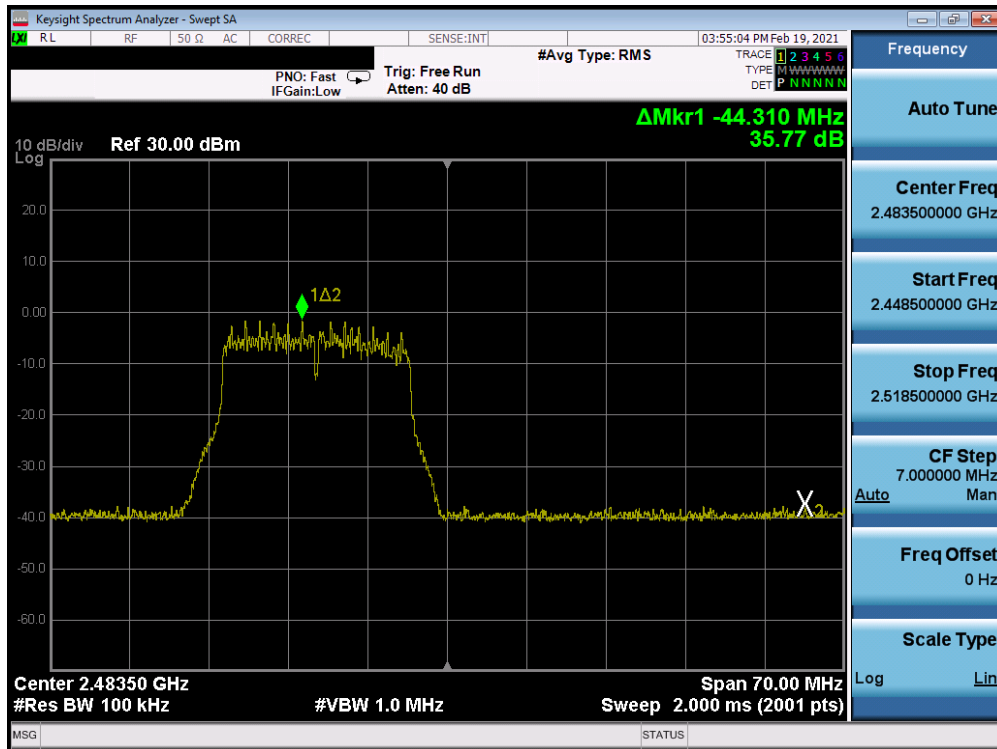 Keysight Spectrum Analyzer - Swept SA
LXI RL RF 50 Ω AC CORREC SENSE:INT 03:55:04 PM Feb 19, 2021
PNO: Fast
IFGain:Low
Trig: Free Run
Atten: 40 dB
#Avg Type: RMS
TRACE 1 2 3 4 5 6
TYPE M WWWWW
DET P N N N N N
ΔMkr1 -44.310 MHz
35.77 dB
10 dB/div Ref 30.00 dBm
Log
20.0
10.0
0.00
-10.0
-20.0
-30.0
-40.0
-50.0
-60.0
1Δ2
X2
Center 2.48350 GHz Span 70.00 MHz
#Res BW 100 kHz #VBW 1.0 MHz Sweep 2.000 ms (2001 pts)
MSG STATUS
Frequency
Auto Tune
Center Freq
2.483500000 GHz
Start Freq
2.448500000 GHz
Stop Freq
2.518500000 GHz
CF Step
7.000000 MHz
Auto Man
Freq Offset
0 Hz
Scale Type
Log Lin